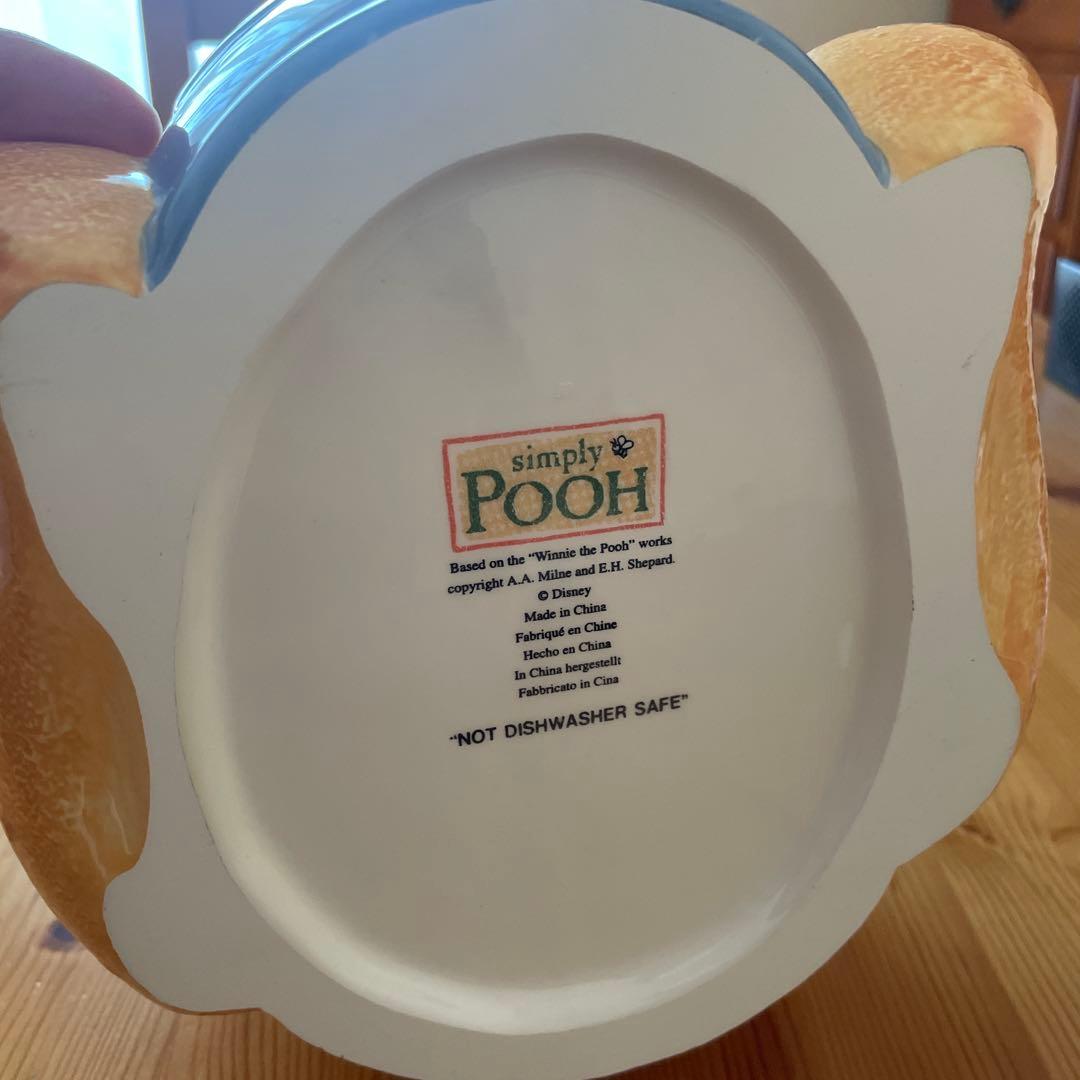 simply
POOH
Based on the "Winnie the Pooh" works
copyright A.A. Milne and E.H. Shepard.
© Disney
Made in China
Fabriqué en Chine
Hecho en China
In China hergestellt
Fabbricato in Cina
"NOT DISHWASHER SAFE"